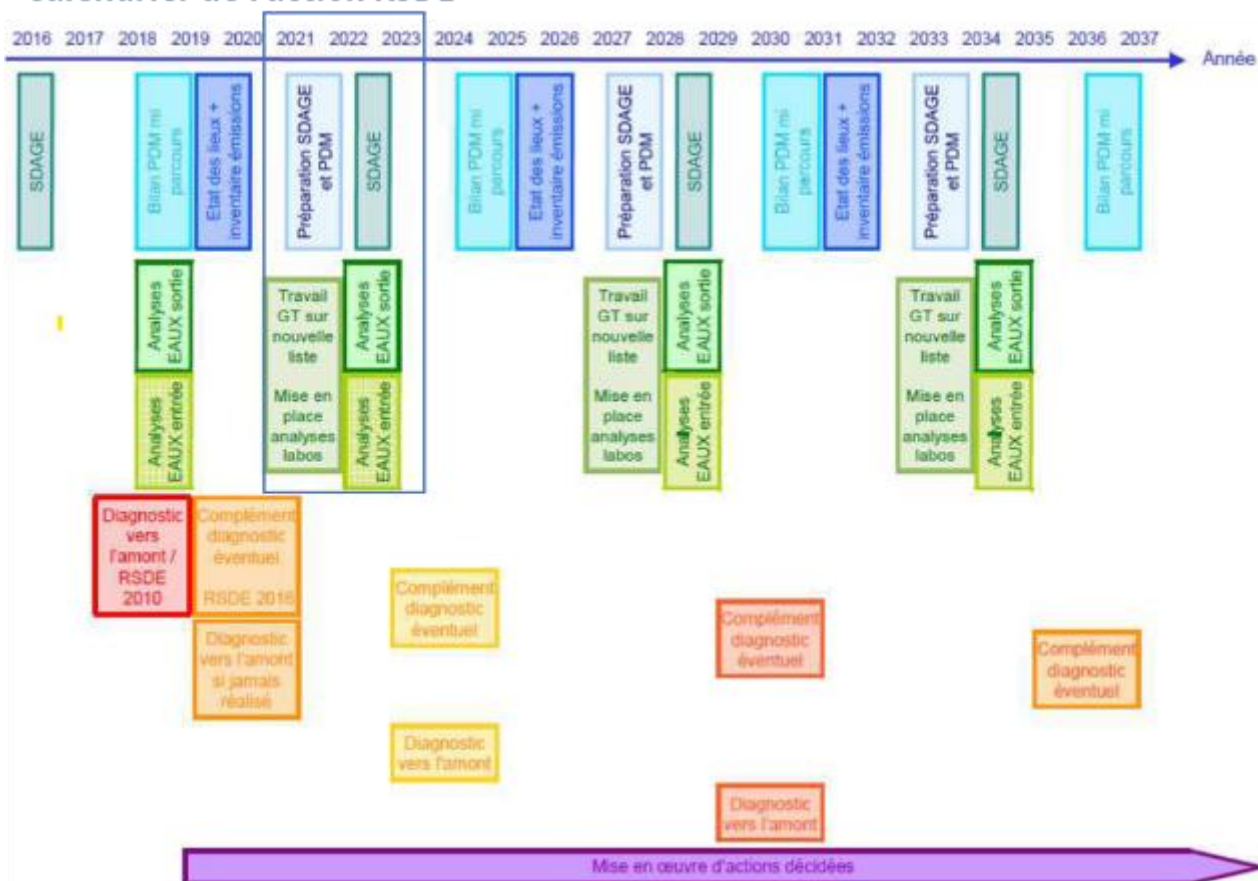 2016 2017 2018 2019 2020 2021 2022 2023 2024 2025 2026 2027 2028 2029 2030 2031 2032 2033 2034 2035 2036 2037
Année
SDAGE
Bilan PDM mi
parcours
Etat des lieux +
inventaire émissions
Préparation SDAGE
et PDM
SDAGE
Bilan PDM mi
parcours
Etat des lieux +
inventaire émissions
Préparation SDAGE
et PDM
SDAGE
Bilan PDM mi
parcours
Etat des lieux +
inventaire émissions
Préparation SDAGE
et PDM
SDAGE
Bilan PDM mi
parcours
Analyses
EAUX sortie
Analyses
EAUX entrée
Travail
GT sur
nouvelle
liste
Mise en
place
analyses
labos
Analyses
EAUX sortie
Analyses
EAUX entrée
Travail
GT sur
nouvelle
liste
Mise en
place
analyses
labos
Analyses
EAUX sortie
Analyses
EAUX entrée
Travail
GT sur
nouvelle
liste
Mise en
place
analyses
labos
Analyses
EAUX sortie
Analyses
EAUX entrée
Diagnostic
vers
l'amont /
RSDE
2010
Complément
diagnostic
éventuel
RSDE 2016
Diagnostic
vers l'amont
si jamais
réalisé
Complément
diagnostic
éventuel
Diagnostic
vers l'amont
Complément
diagnostic
éventuel
Diagnostic
vers l'amont
Complément
diagnostic
éventuel
Mise en œuvre d'actions décidées